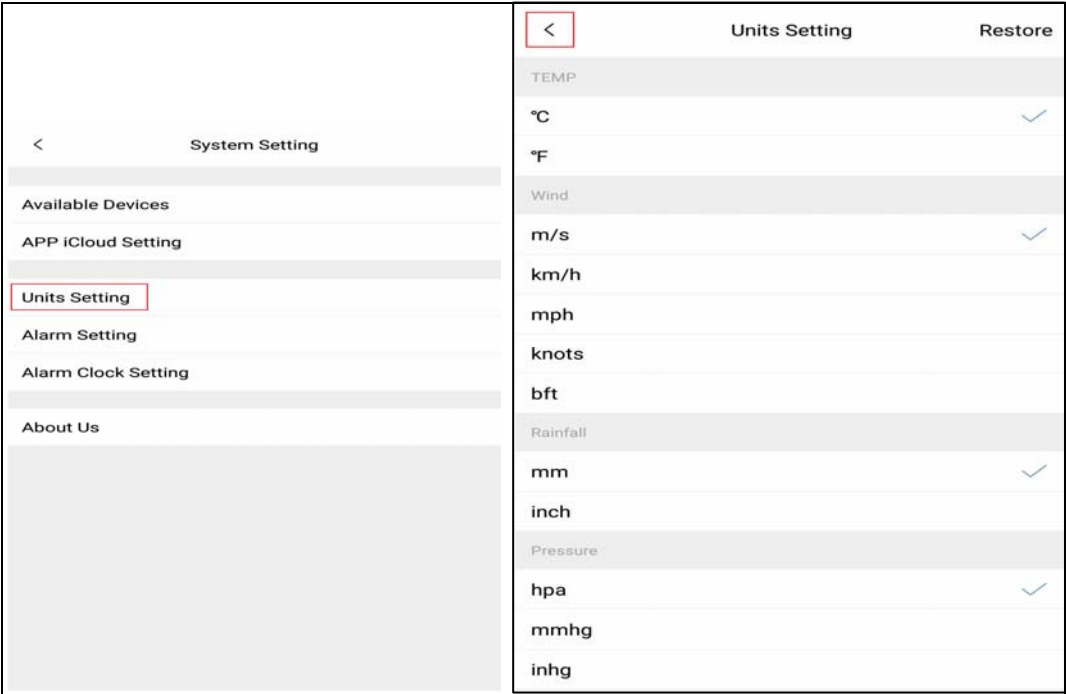 <
System Setting
Available Devices
APP iCloud Setting
Units Setting
Alarm Setting
Alarm Clock Setting
About Us
< Units Setting Restore
TEMP
℃
℉
Wind
m/s
km/h
mph
knots
bft
Rainfall
mm
inch
Pressure
hpa
mmhg
inhg